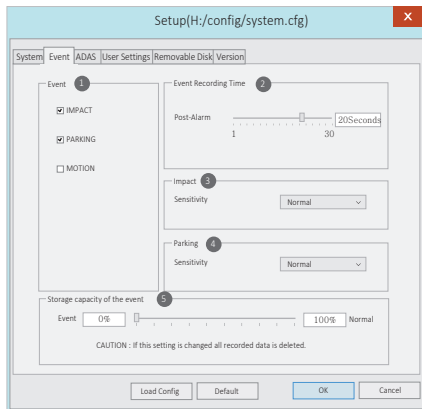 Setup(H:/config/system.cfg)
x
System Event ADAS User Settings Removable Disk Version
Event 1
IMPACT
PARKING
MOTION
Event Recording Time 2
Post-Alarm 20Seconds
1 30
Impact 3
Sensitivity Normal
Parking 4
Sensitivity Normal
Storage capacity of the event 5
Event 0% 100% Normal
CAUTION : If this setting is changed all recorded data is deleted.
Load Config Default OK Cancel